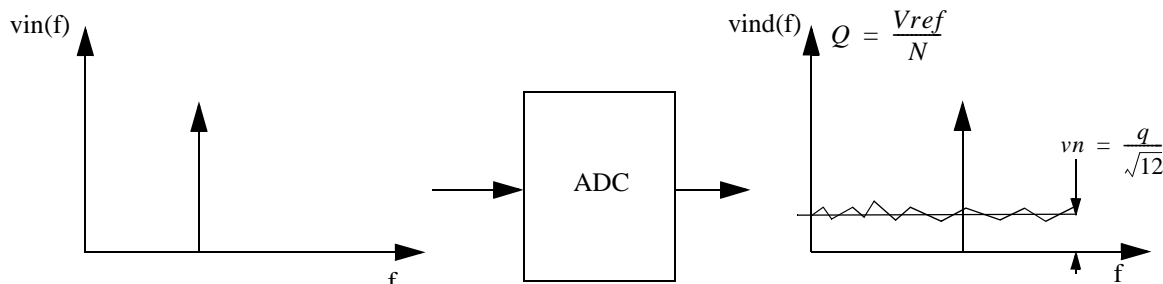 vin(f)
f
ADC
vind(f)
Q = Vref/N
vn = q/√12
f